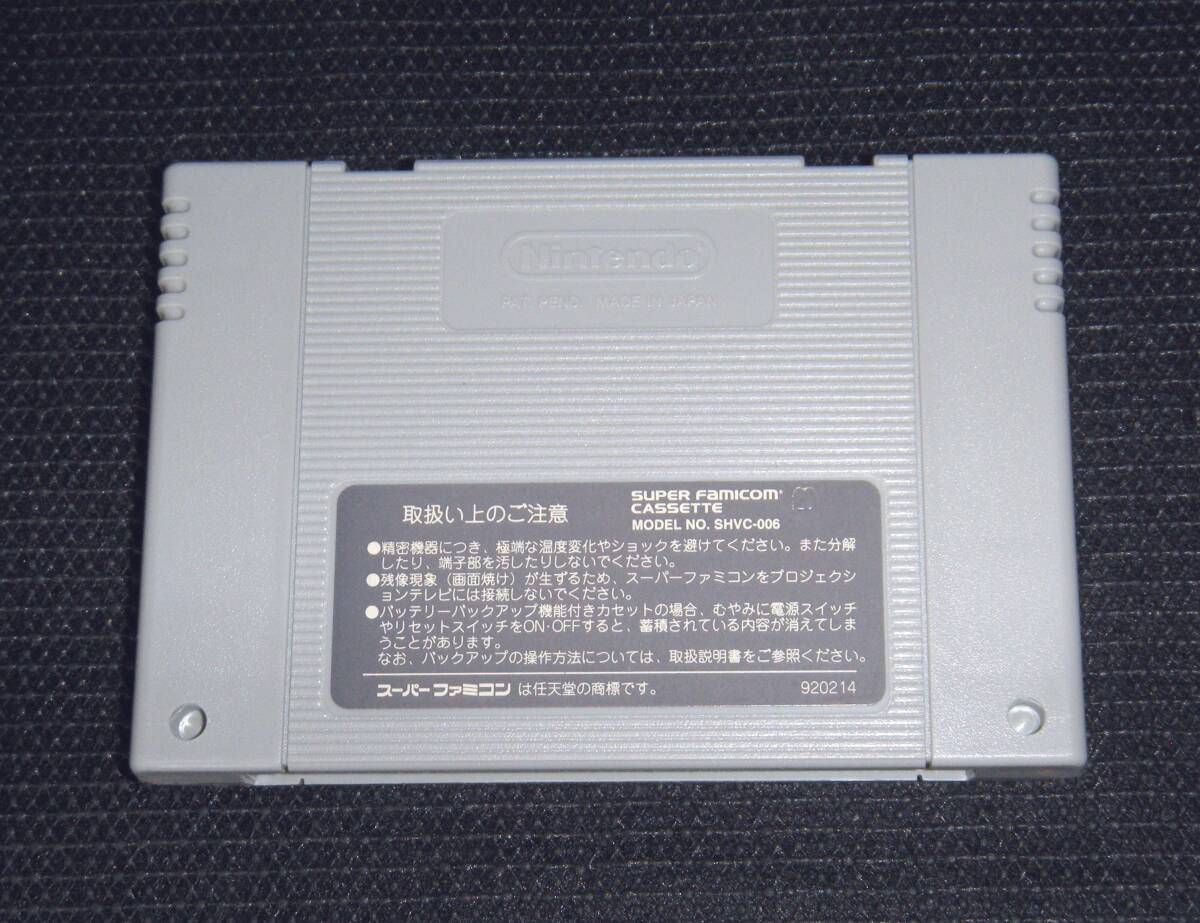 Nintendo
PAT. PEND. MADE IN JAPAN
取扱い上のご注意
SUPER FAMICOM
CASSETTE
MODEL NO. SHVC-006
●精密機器につき、極端な温度変化やショックを避けてください。また分解
したり、端子部を汚したりしないでください。
●残像現象（画面焼け）が生ずるため、スーパーファミコンをプロジェクシ
ョンテレビには接続しないでください。
●バッテリーバックアップ機能付きカセットの場合、むやみに電源スイッチ
やリセットスイッチをON・OFFすると、蓄積されている内容が消えてしま
うことがあります。
なお、バックアップの操作方法については、取扱説明書をご参照ください。
スーパーファミコン は任天堂の商標です。 920214